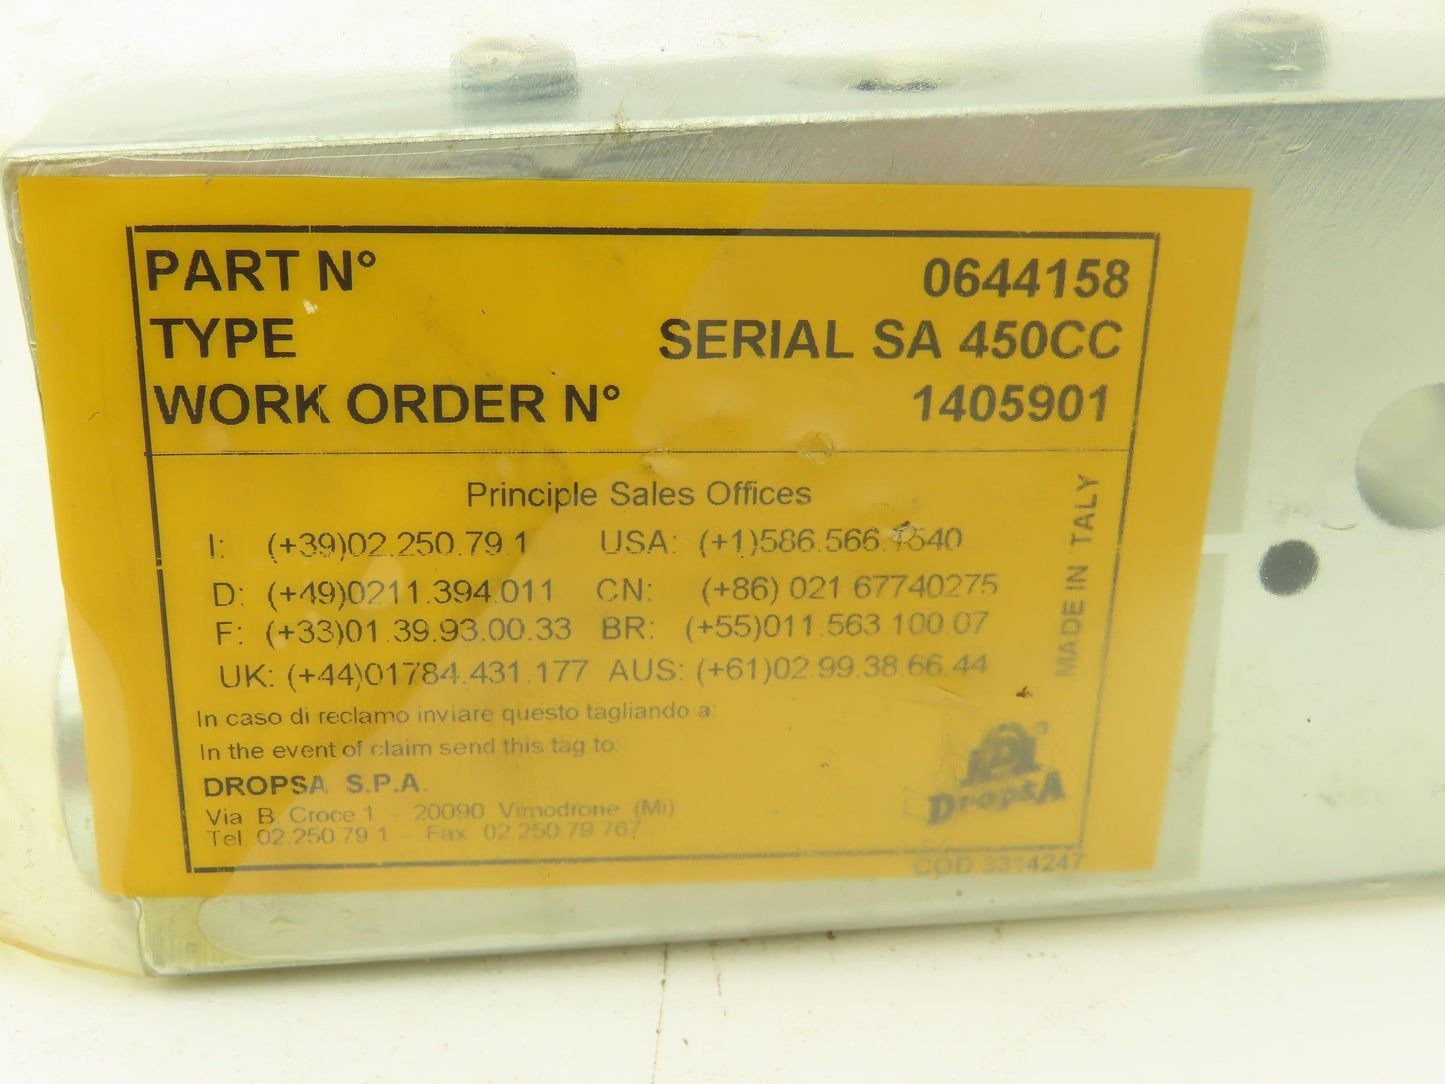 PART N° 0644158
TYPE SERIAL SA 450CC
WORK ORDER N° 1405901
Principle Sales Offices
I: (+39)02.250.79.1 USA: (+1)586.566.1540
D: (+49)0211.394.011 CN: (+86) 021 67740275
F: (+33)01.39.93.00.33 BR: (+55)011.563.100.07
UK: (+44)01784.431.177 AUS: (+61)02.99.38.66.44
MADE IN ITALY
In caso di reclamo inviare questo tagliando a:
In the event of claim send this tag to:
DROPSA S.P.A.
Via B. Croce 1 - 20090 Vimodrone (Mi)
Tel. 02.250.79.1 - Fax 02.250.79.767
DropsA
COD 3314247